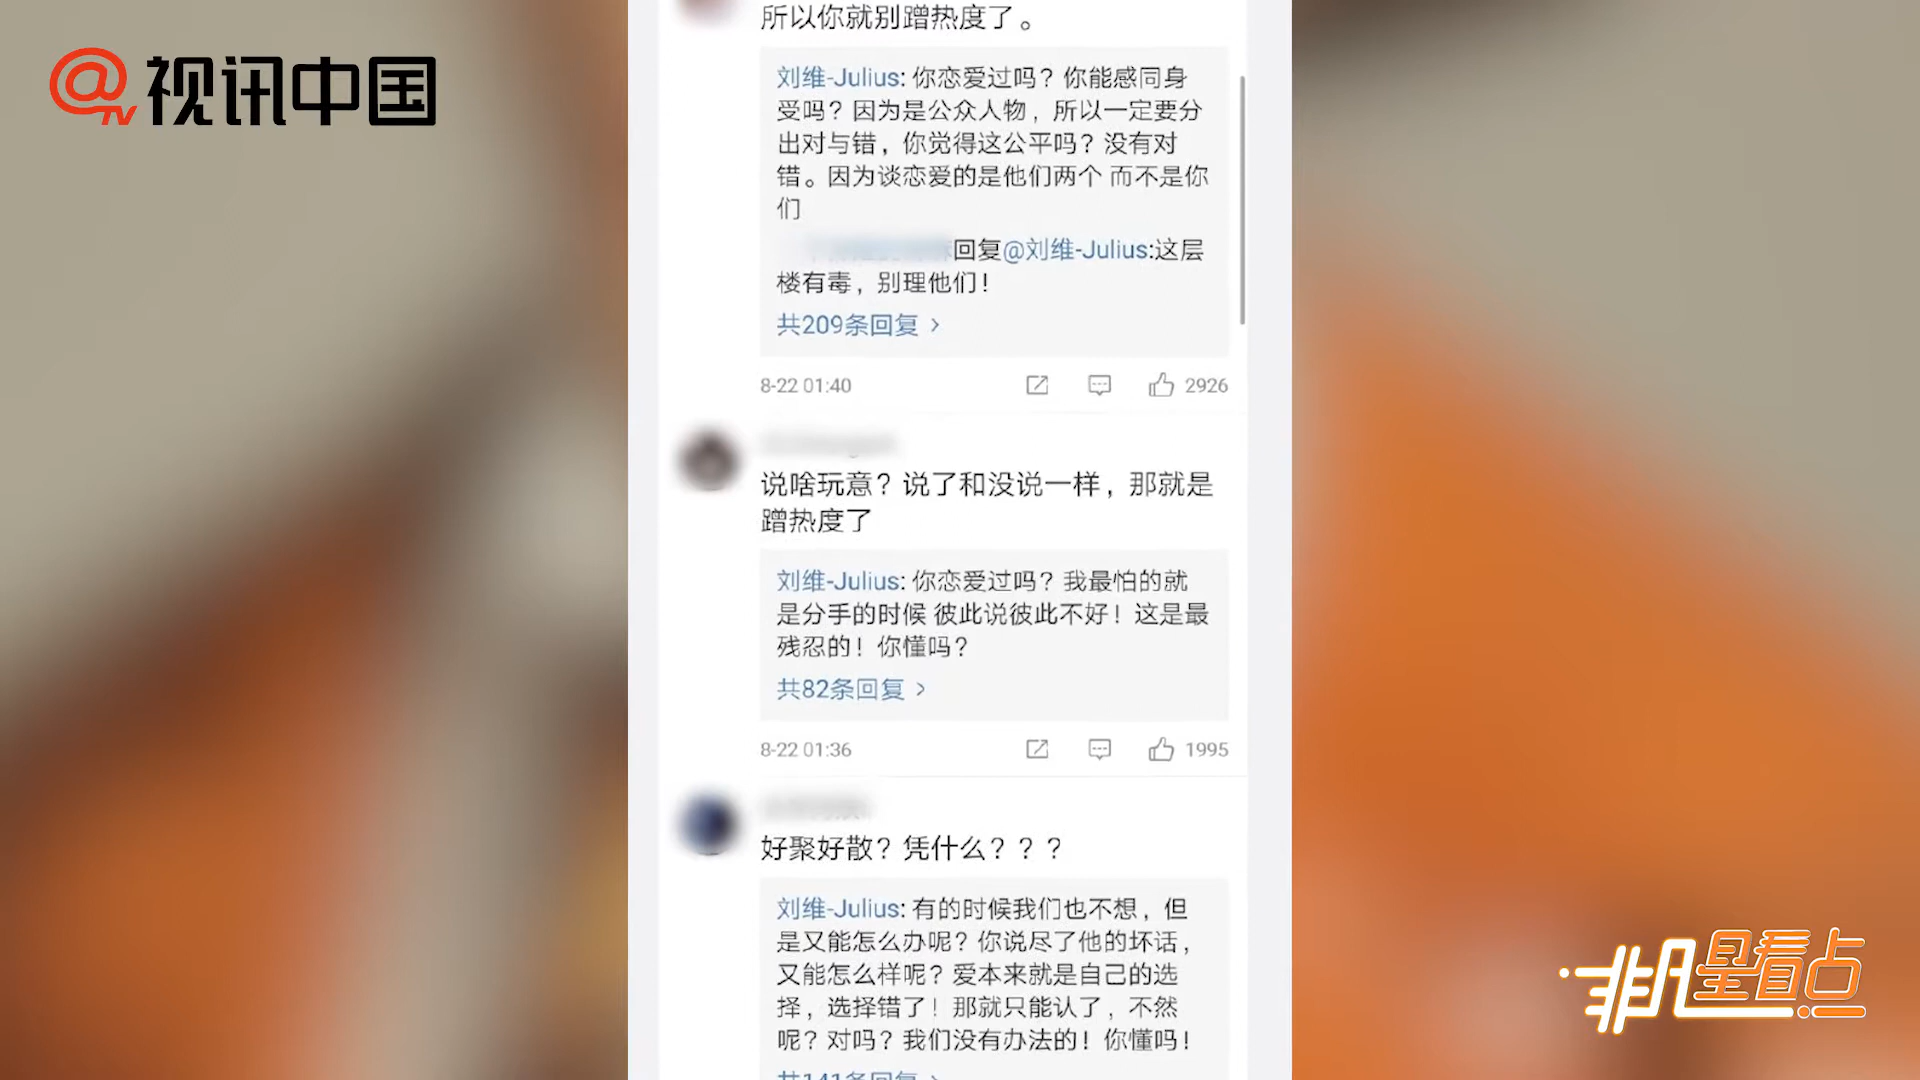 @TV 视讯中国
所以你就别蹭热度了。
刘维-Julius: 你恋爱过吗？你能感同身
受吗？因为是公众人物，所以一定要分
出对与错，你觉得这公平吗？没有对
错。因为谈恋爱的是他们两个 而不是你
们
回复@刘维-Julius:这层
楼有毒，别理他们！
共209条回复 >
8-22 01:40
2926
说啥玩意？说了和没说一样，那就是
蹭热度了
刘维-Julius: 你恋爱过吗？我最怕的就
是分手的时候 彼此说彼此不好！这是最
残忍的！你懂吗？
共82条回复 >
8-22 01:36
1995
好聚好散？凭什么？？？
刘维-Julius: 有的时候我们也不想，但
是又能怎么办呢？你说尽了他的坏话，
又能怎么样呢？爱本来就是自己的选
择，选择错了！那就只能认了，不然
呢？对吗？我们没有办法的！你懂吗！
共141条回复 >
非凡星看点